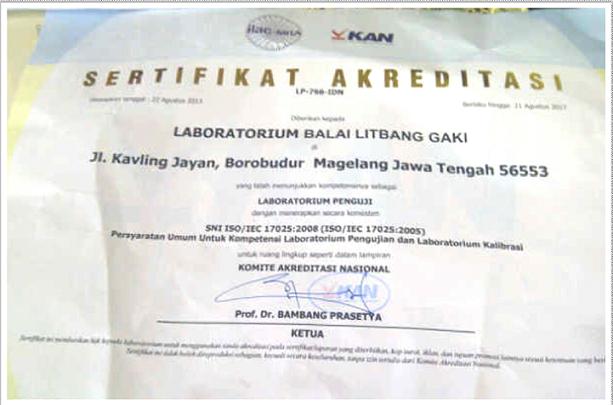 ilac-MRA
KAN
SERTIFIKAT AKREDITASI
LP-766-IDN
Ditetapkan tanggal : 22 Agustus 2013
Berlaku hingga: 21 Agustus 2017
Diberikan kepada
LABORATORIUM BALAI LITBANG GAKI
di
Jl. Kavling Jayan, Borobudur Magelang Jawa Tengah 56553
yang telah menunjukkan kompetensinya sebagai
LABORATORIUM PENGUJI
dengan menerapkan secara konsisten
SNI ISO/IEC 17025:2008 (ISO/IEC 17025:2005)
Persyaratan Umum Untuk Kompetensi Laboratorium Pengujian dan Laboratorium Kalibrasi
untuk ruang lingkup seperti dalam lampiran
KOMITE AKREDITASI NASIONAL
KAN
Prof. Dr. BAMBANG PRASETYA
KETUA
Sertifikat ini memberikan hak kepada laboratorium untuk menggunakan tanda akreditasi pada sertifikat/laporan yang diterbitkan, kop surat, iklan, dan tujuan promosi lainnya sesuai ketentuan yang
Sertifikat ini tidak boleh direproduksi sebagian, kecuali secara keseluruhan, tanpa izin tertulis dari Komite Akreditasi Nasional.